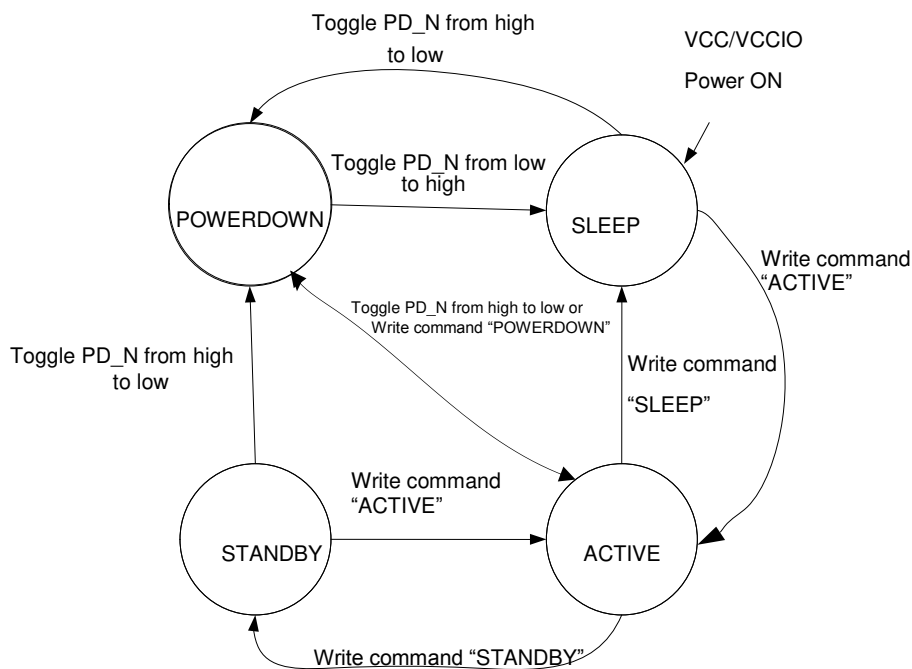 Toggle PD_N from high
to low
VCC/VCCIO
Power ON
Toggle PD_N from low
to high
POWERDOWN
SLEEP
Write command
“ACTIVE”
Toggle PD_N from high to low or
Write command “POWERDOWN”
Toggle PD_N from high
to low
Write command
“SLEEP”
Write command
“ACTIVE”
STANDBY
ACTIVE
Write command “STANDBY”